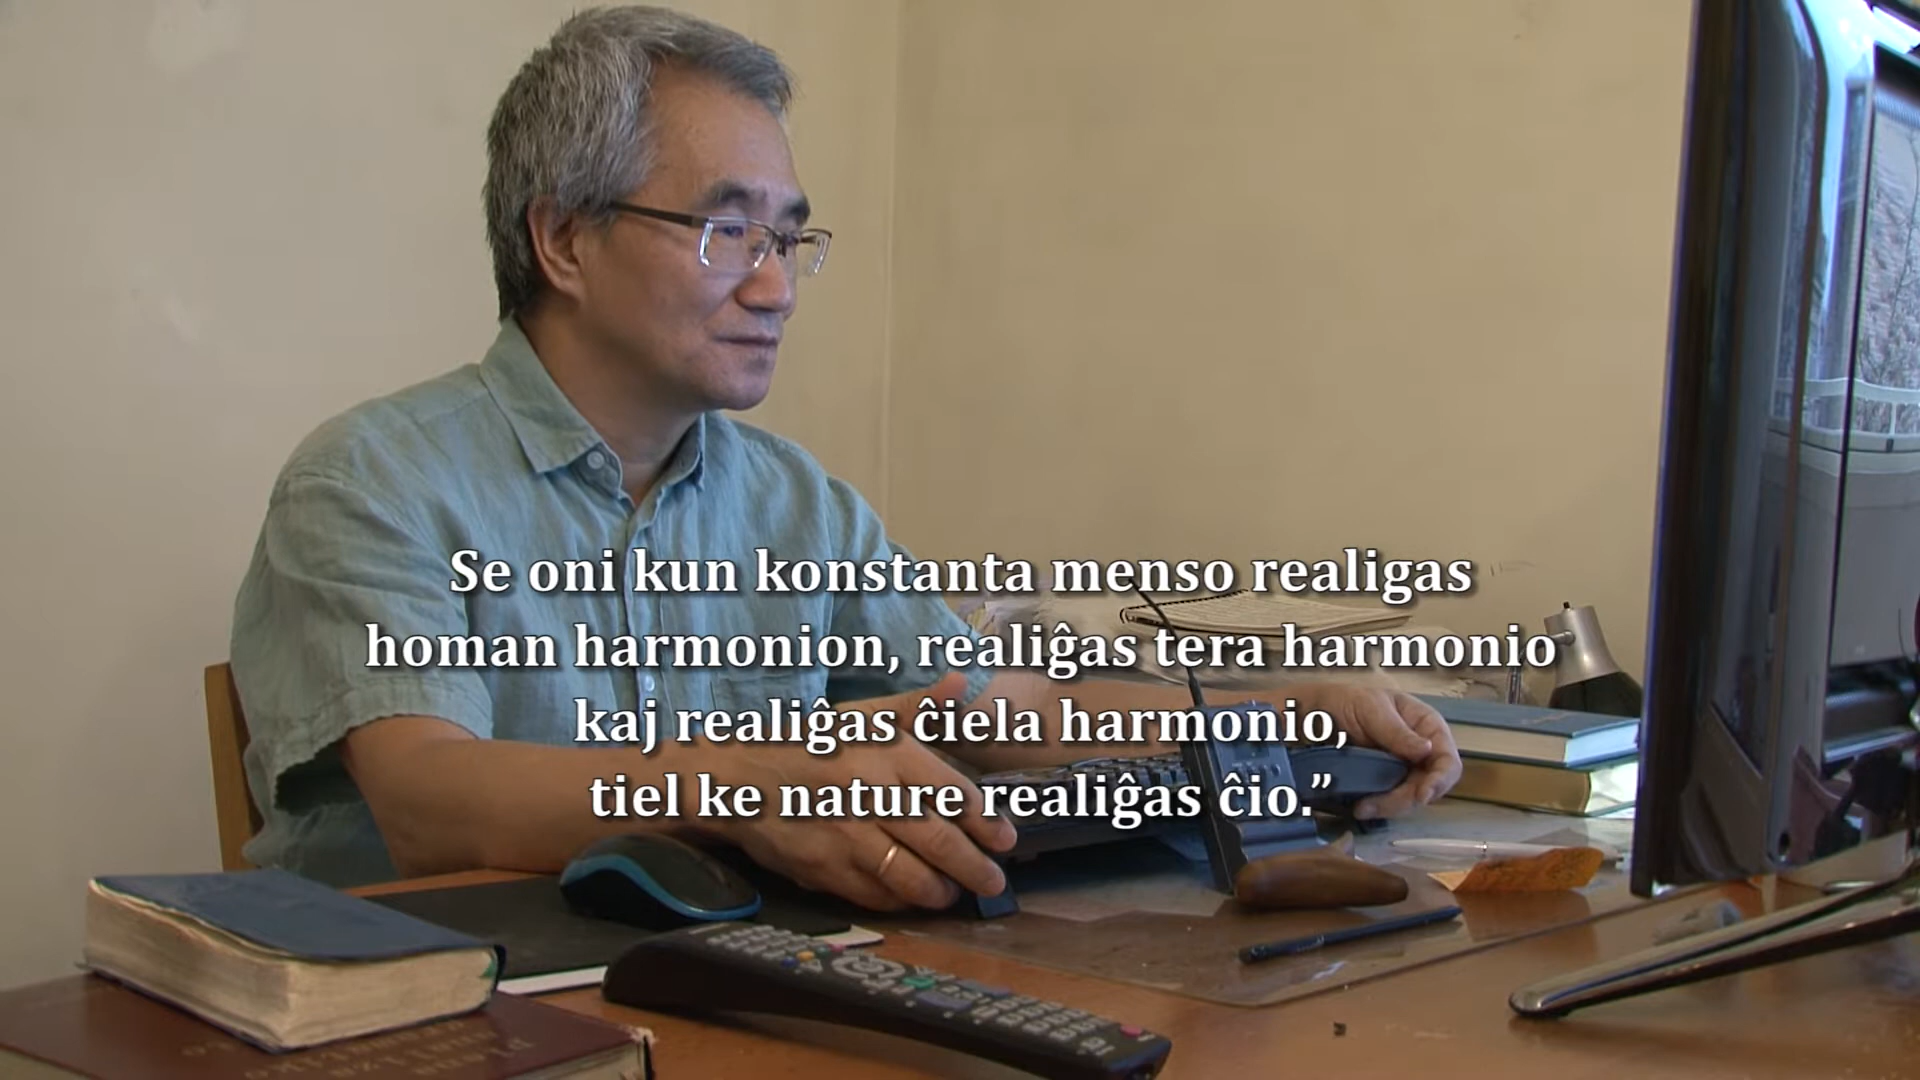 Se oni kun konstanta menso realigas
homan harmonion, realiĝas tera harmonio
kaj realiĝas ĉiela harmonio,
tiel ke nature realiĝas ĉio.”